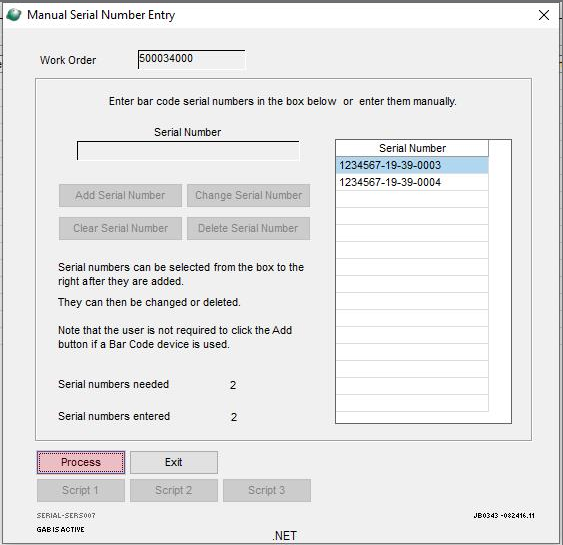 Manual Serial Number Entry
Work Order
500034000
Enter bar code serial numbers in the box below or enter them manually.
Serial Number
Serial Number
1234567-19-39-0003
1234567-19-39-0004
Add Serial Number
Change Serial Number
Clear Serial Number
Delete Serial Number
Serial numbers can be selected from the box to the
right after they are added.
They can then be changed or deleted.
Note that the user is not required to click the Add
button if a Bar Code device is used.
Serial numbers needed 2
Serial numbers entered 2
Process
Exit
Script 1
Script 2
Script 3
SERIAL-SERS007
JB0343 -082416.11
GAB IS ACTIVE
.NET